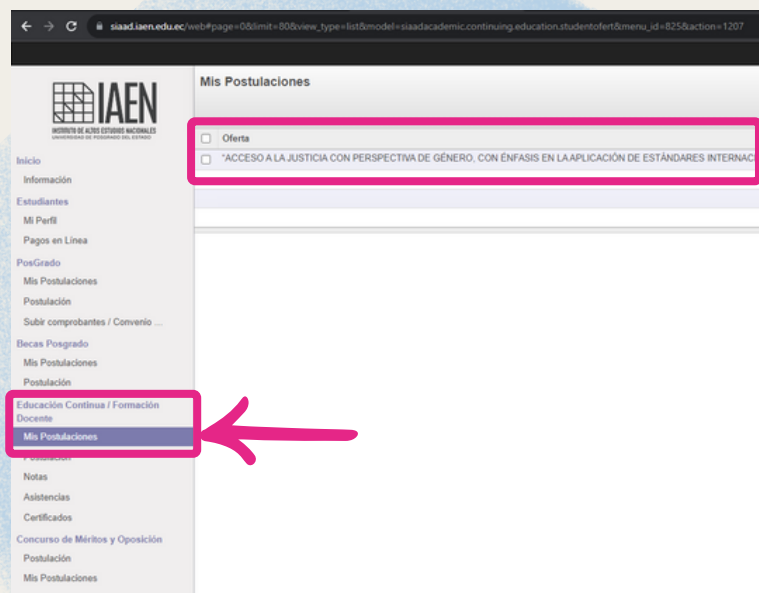 siaad.iaen.edu.ec/web#page=0&limit=80&view_type=list&model=siaadacademic.continuing.education.studentofert&menu_id=825&action=1207
IAEN
INSTITUTO DE ALTOS ESTUDIOS NACIONALES
UNIVERSIDAD DE POSGRADO DEL ESTADO
Inicio
Información
Estudiantes
Mi Perfil
Pagos en Línea
PosGrado
Mis Postulaciones
Postulación
Subir comprobantes / Convenio ...
Becas Posgrado
Mis Postulaciones
Postulación
Educación Continua / Formación
Docente
Mis Postulaciones
Postulación
Notas
Asistencias
Certificados
Concurso de Méritos y Oposición
Postulación
Mis Postulaciones
Mis Postulaciones
Oferta
"ACCESO A LA JUSTICIA CON PERSPECTIVA DE GÉNERO, CON ÉNFASIS EN LA APLICACIÓN DE ESTÁNDARES INTERNAC